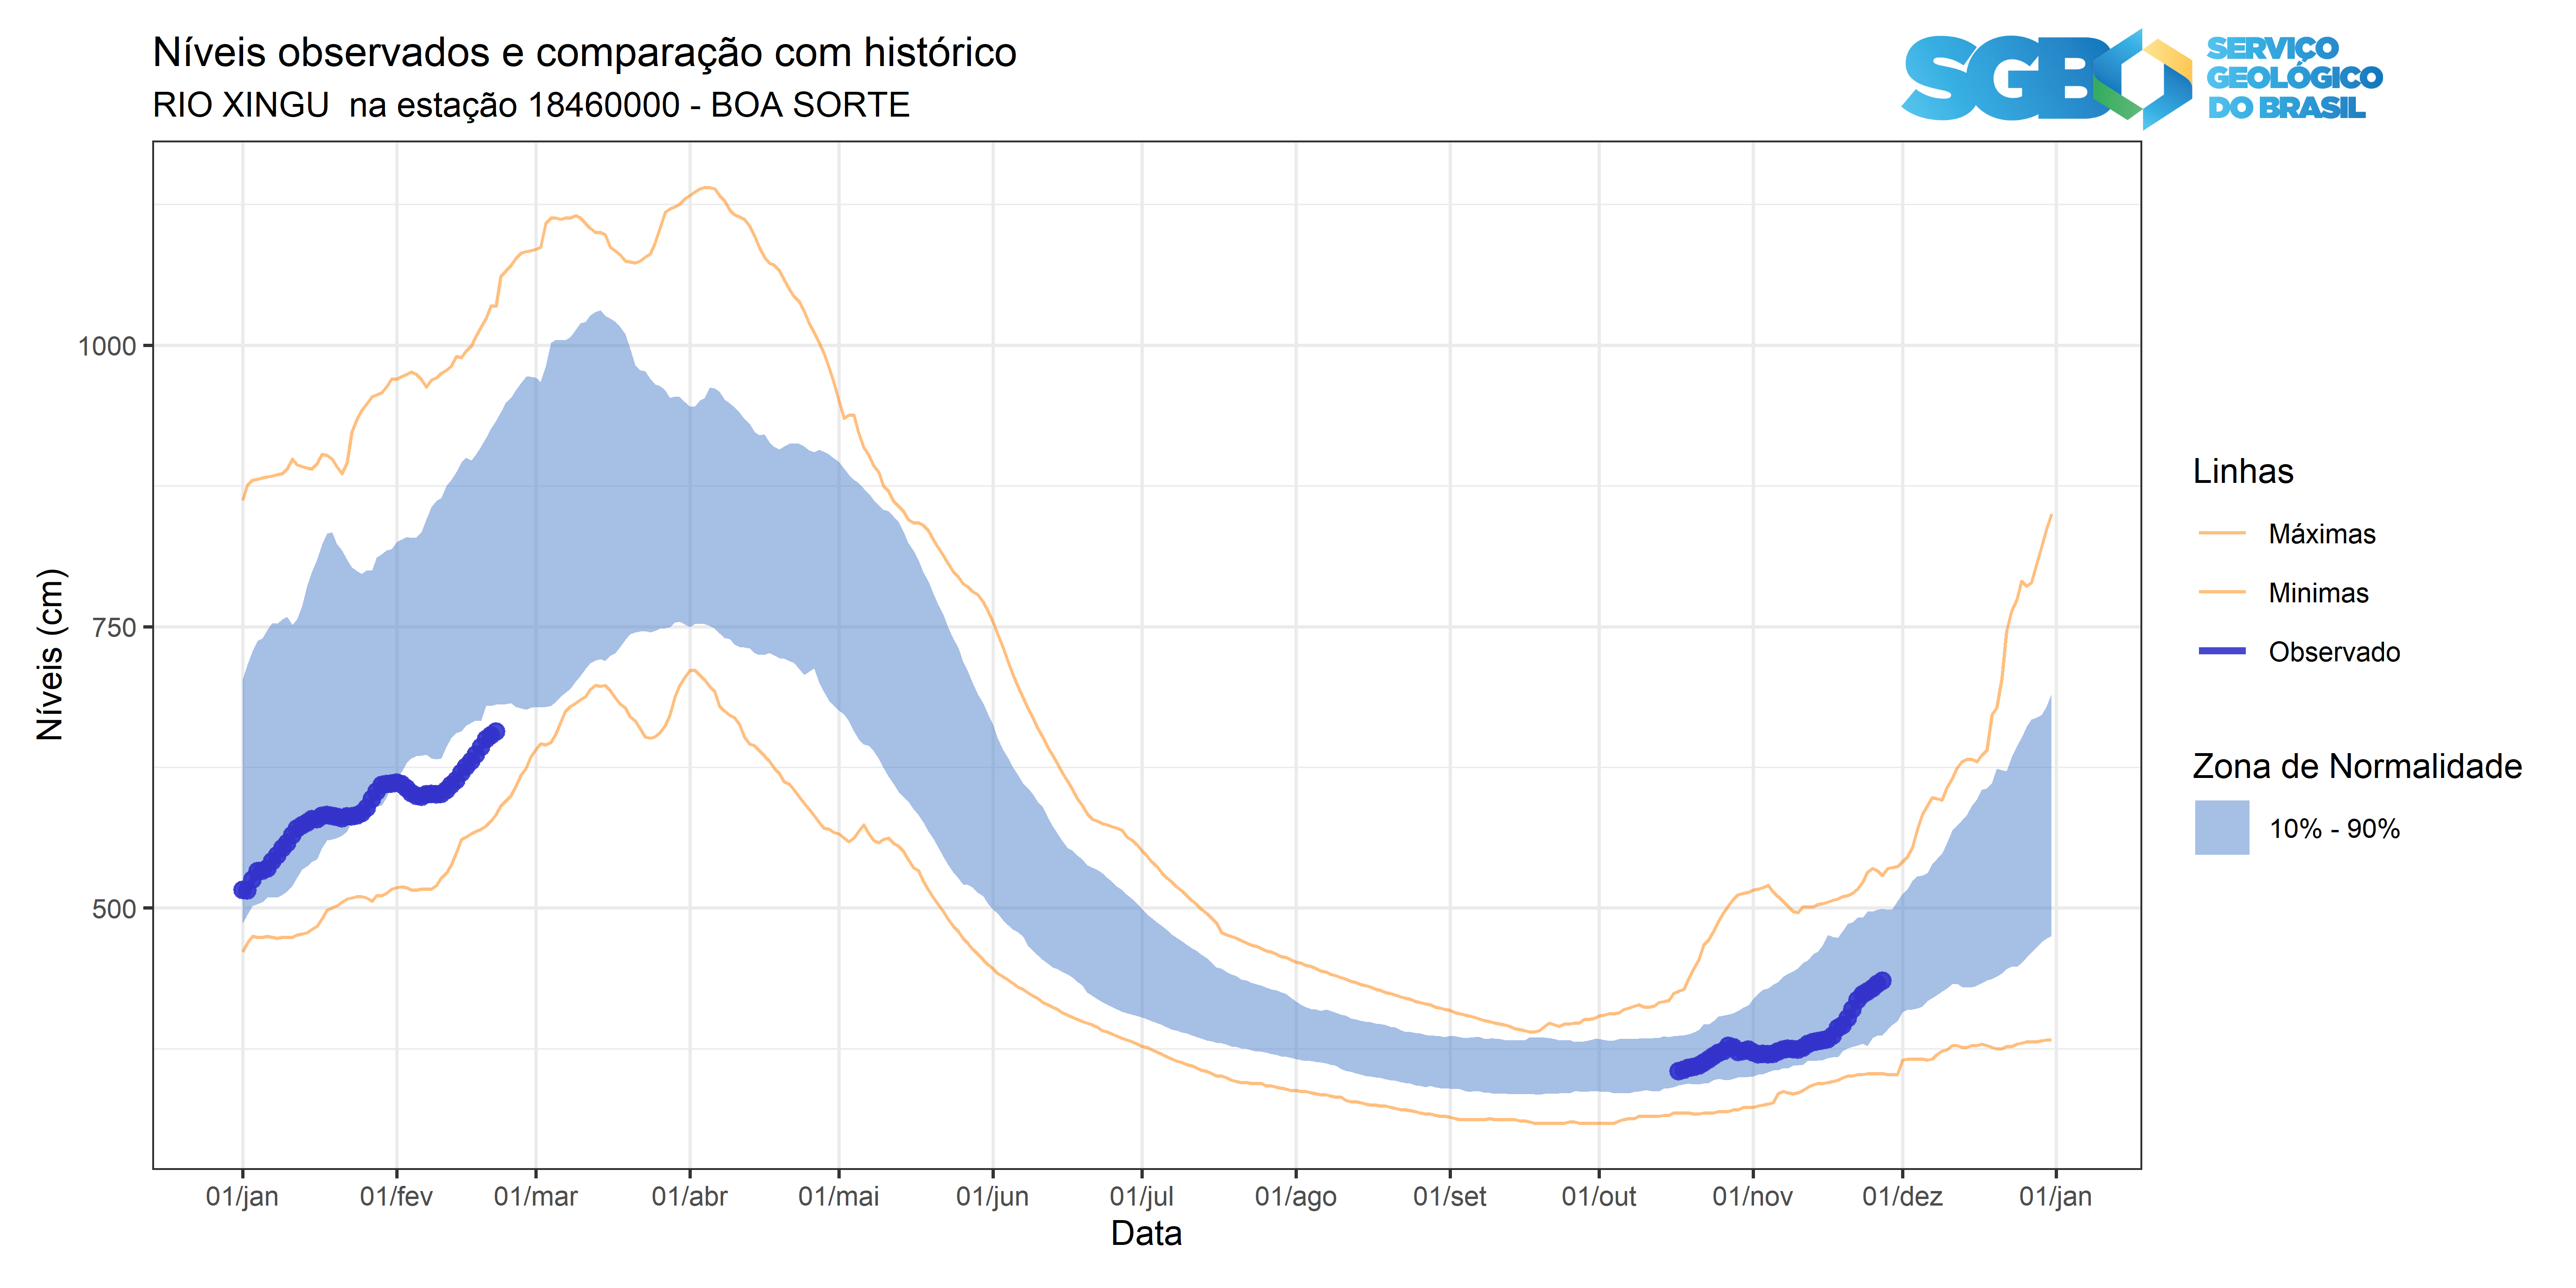 Níveis observados e comparação com histórico
RIO XINGU na estação 18460000 - BOA SORTE
SGB
SERVIÇO
GEOLÓGICO
DO BRASIL
Níveis (cm)
1000
750
500
01/jan
01/fev
01/mar
01/abr
01/mai
01/jun
01/jul
01/ago
01/set
01/out
01/nov
01/dez
01/jan
Data
Linhas
Máximas
Minimas
Observado
Zona de Normalidade
10% - 90%